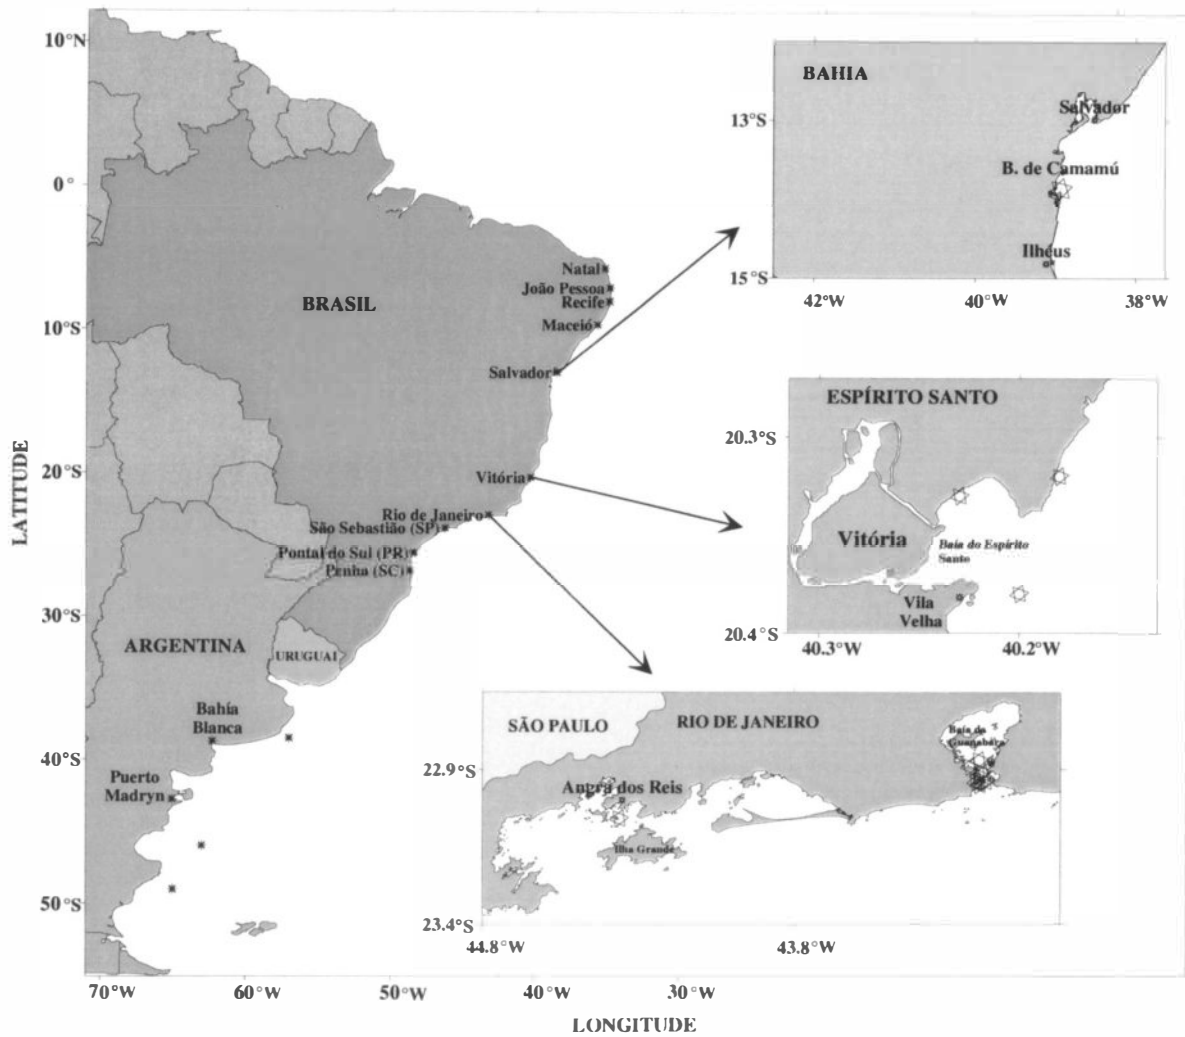 10°N
0°
10°S
20°S
30°S
40°S
50°S
LATITUDE
70°W
60°W
50°W
40°W
30°W
LONGITUDE
BRASIL
Natal
João Pessoa
Recife
Maceió
Salvador
Vitória
Rio de Janeiro
São Sebastião (SP)
Pontal do Sul (PR)
Penha (SC)
ARGENTINA
URUGUAI
Bahía
Blanca
Puerto
Madryn
BAHIA
Salvador
B. de Camamú
Ilhéus
13°S
15°S
42°W
40°W
38°W
ESPÍRITO SANTO
20.3°S
Vitória
Baía do Espírito
Santo
Vila
Velha
20.4°S
40.3°W
40.2°W
SÃO PAULO
RIO DE JANEIRO
Baía de
Guanabara
22.9°S
Angra dos Reis
Ilha Grande
23.4°S
44.8°W
43.8°W